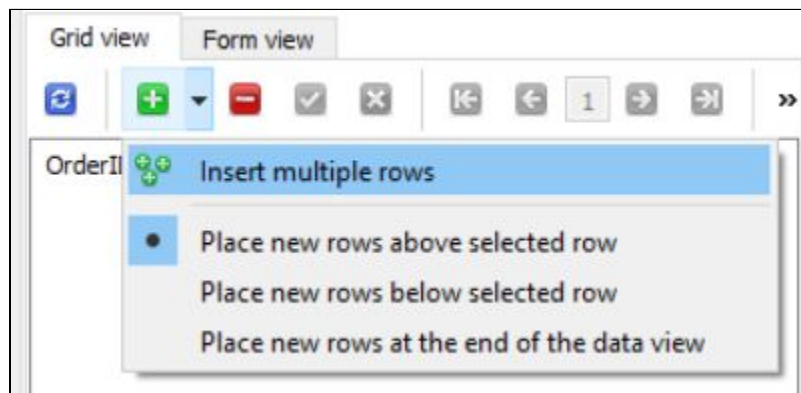 Grid view
Form view
1
»
OrderI
Insert multiple rows
Place new rows above selected row
Place new rows below selected row
Place new rows at the end of the data view